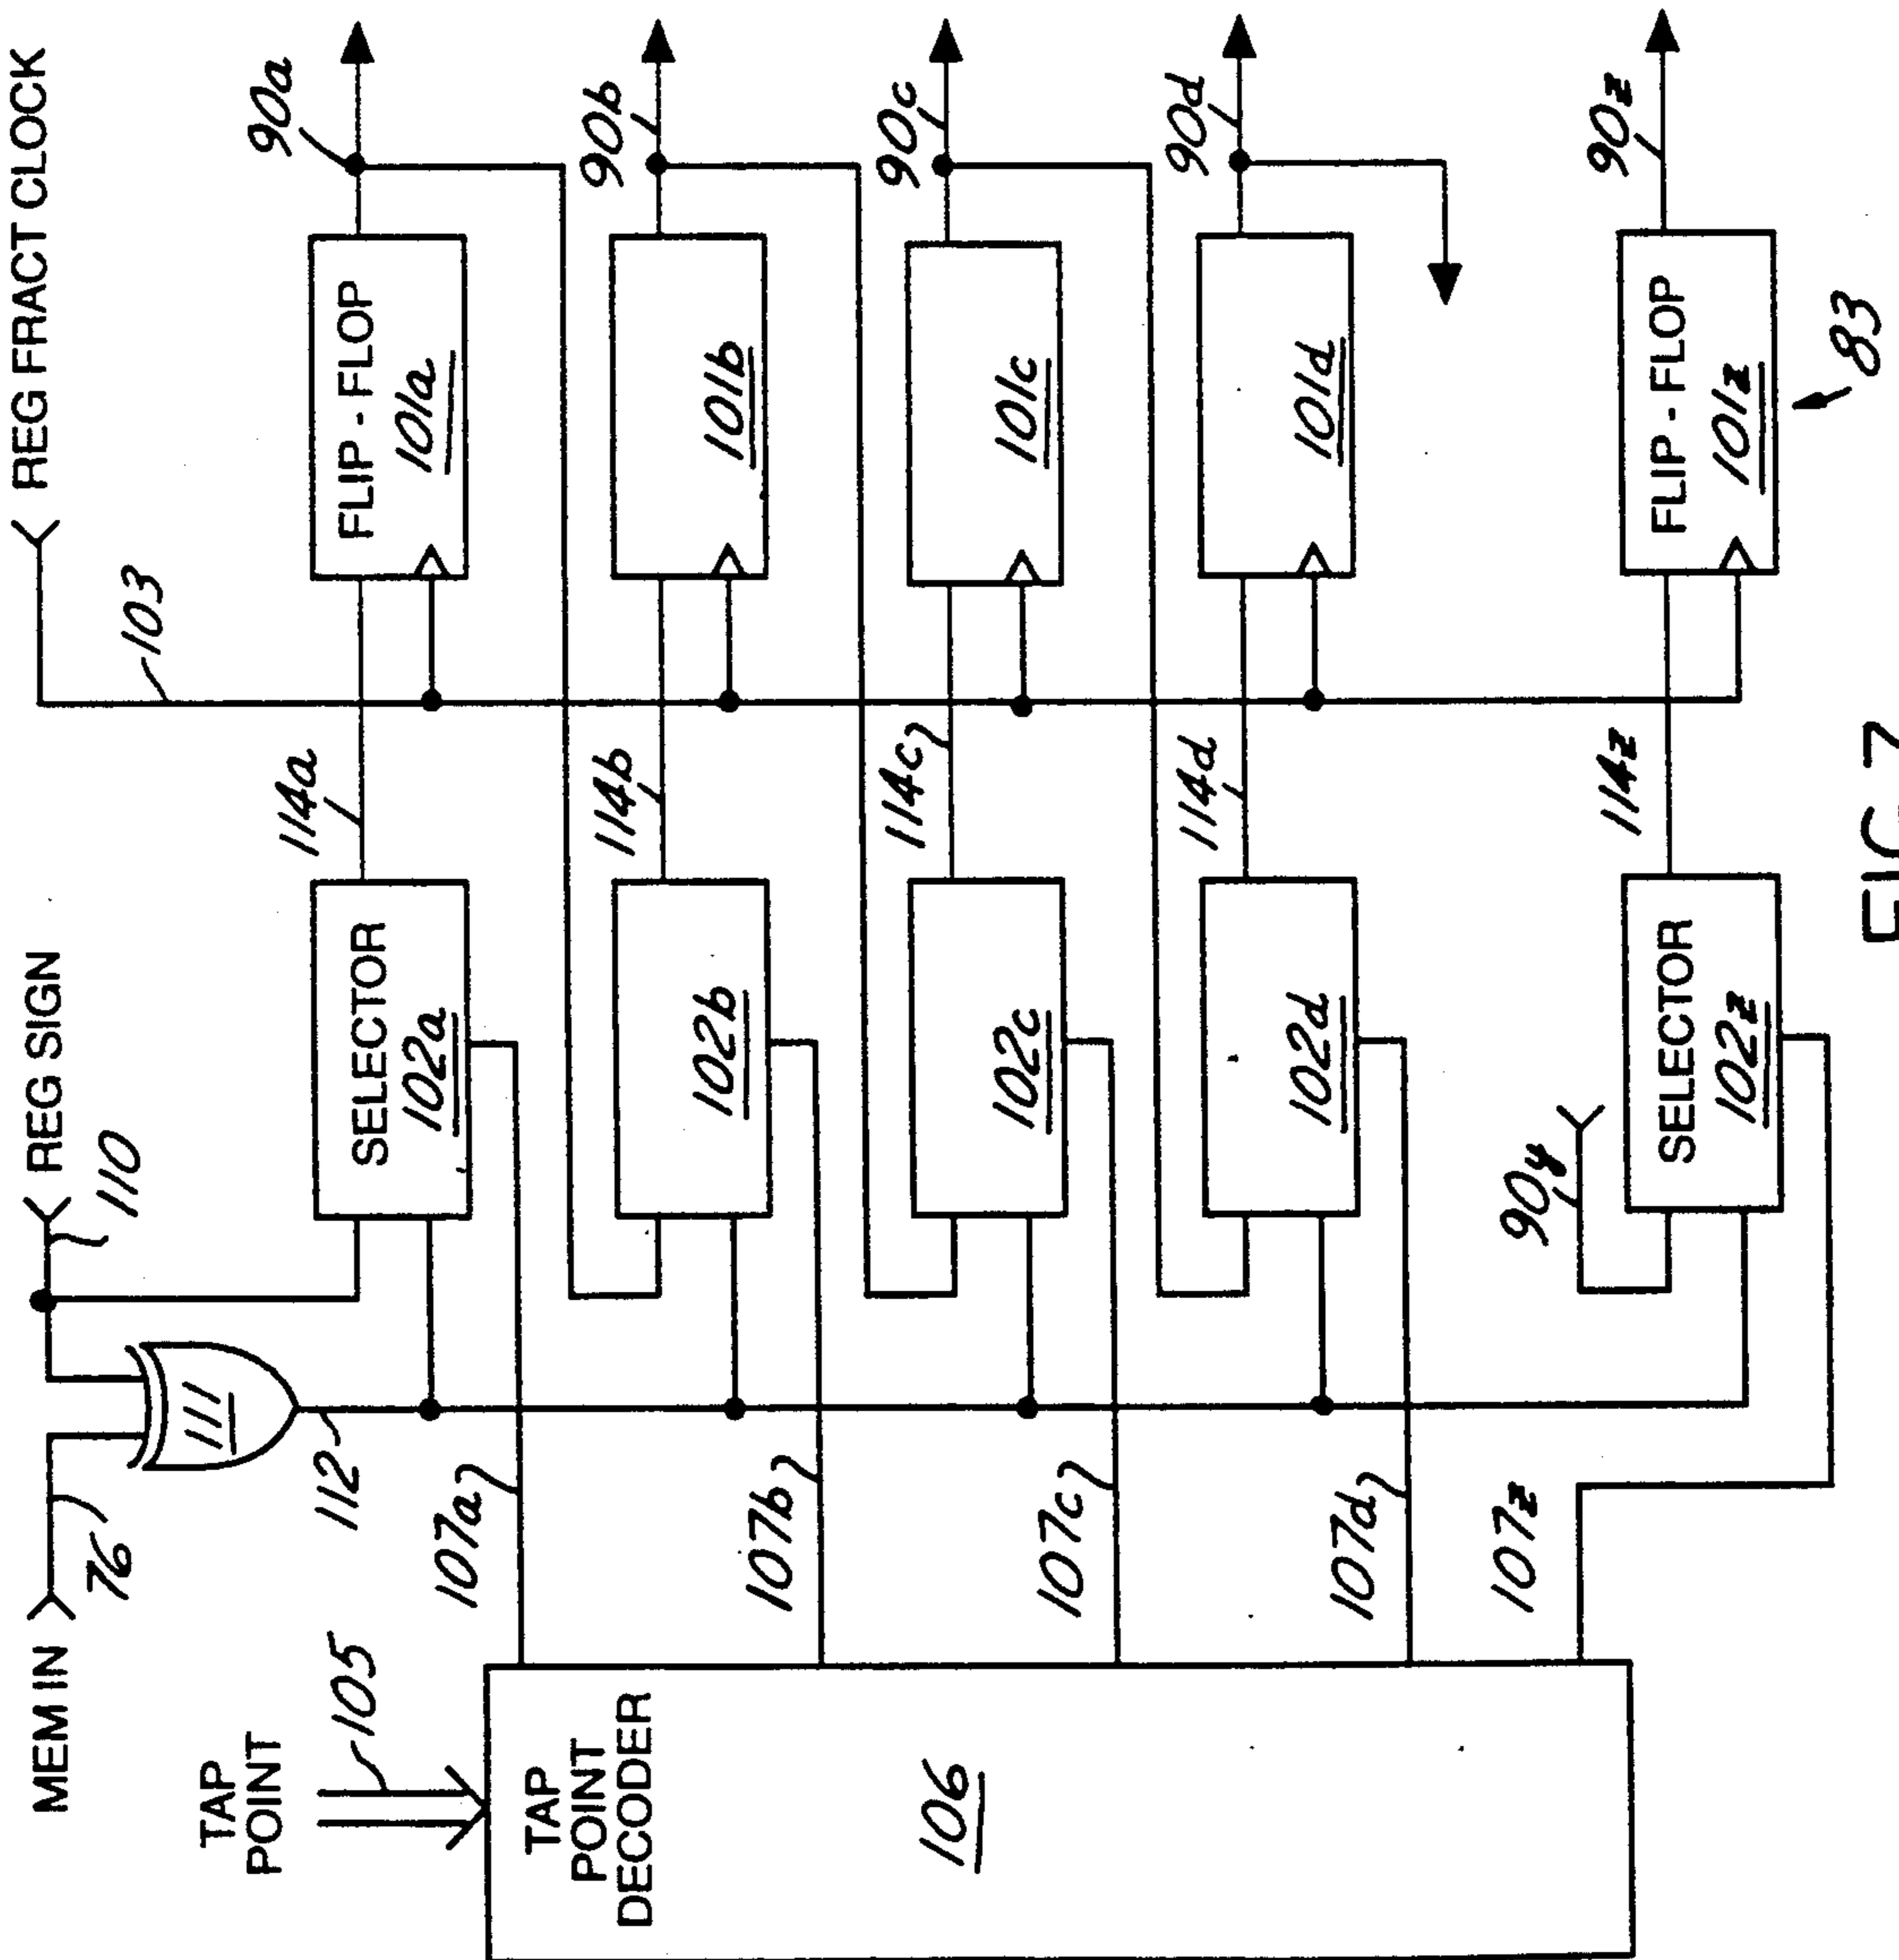 MEM IN
76
111
REG SIGN
110
REG FRACT CLOCK
103
112
TAP
POINT
105
TAP
POINT
DECODER
106
107a
107b
107c
107d
107z
SELECTOR
102a
114a
FLIP - FLOP
101a
90a
102b
114b
101b
90b
102c
114c
101c
90c
102d
114d
101d
90d
90y
SELECTOR
102z
114z
FLIP - FLOP
101z
90z
83
FIG. 7